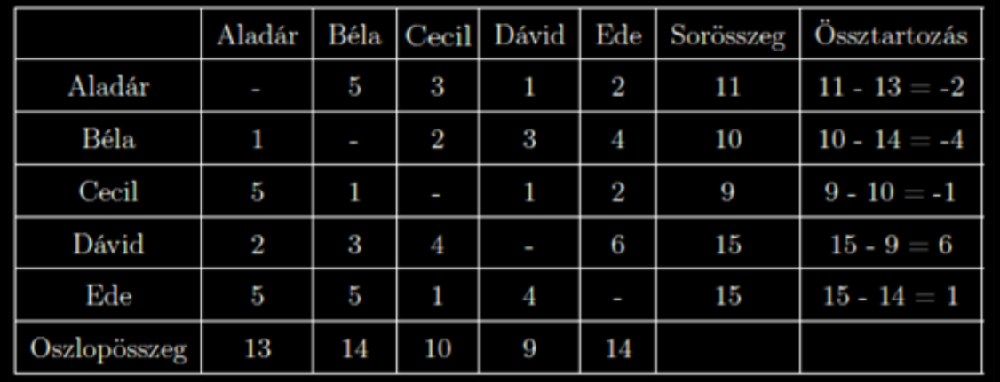 Aladár Béla Cecil Dávid Ede Sorösszeg Össztartozás
Aladár - 5 3 1 2 11 11 - 13 = -2
Béla 1 - 2 3 4 10 10 - 14 = -4
Cecil 5 1 - 1 2 9 9 - 10 = -1
Dávid 2 3 4 - 6 15 15 - 9 = 6
Ede 5 5 1 4 - 15 15 - 14 = 1
Oszlopösszeg 13 14 10 9 14